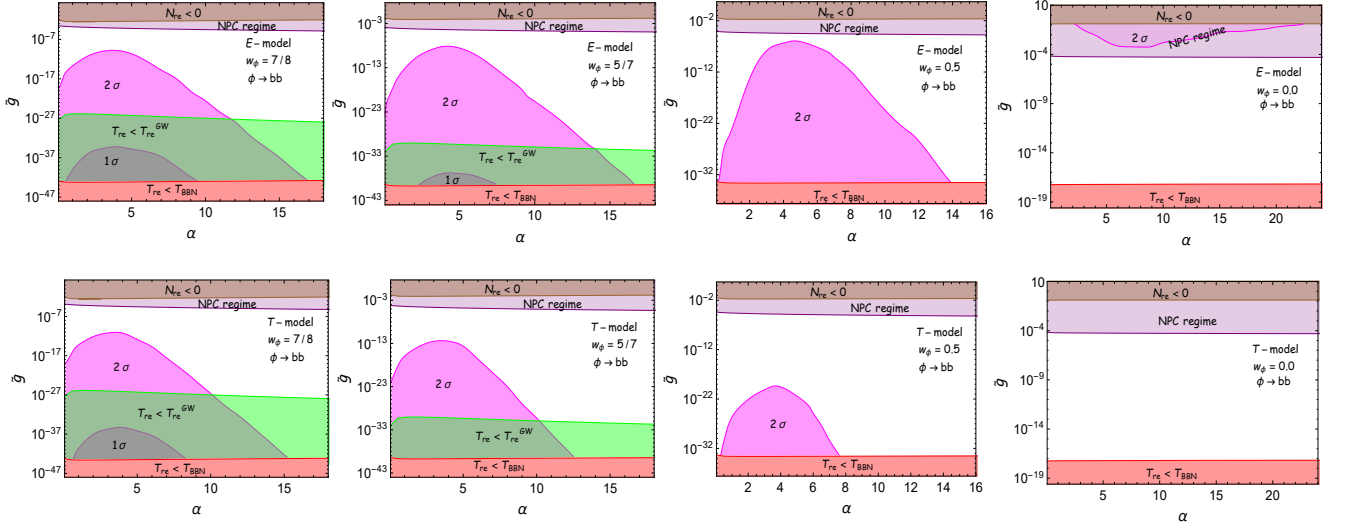 N_re < 0
NPC regime
10^-7
E - model
w_ϕ = 7/8
ϕ → bb
10^-17
2 σ
g̃
10^-27
T_re < T_re^GW
10^-37
1 σ
T_re < T_BBN
10^-47
5 10 15
α
N_re < 0
10^-3
NPC regime
E - model
w_ϕ = 5/7
ϕ → bb
10^-13
2 σ
g̃
10^-23
T_re < T_re^GW
10^-33
1 σ
T_re < T_BBN
10^-43
5 10 15
α
N_re < 0
10^-2
NPC regime
E - model
w_ϕ = 0.5
ϕ → bb
10^-12
g̃
2 σ
10^-22
10^-32
T_re < T_BBN
2 4 6 8 10 12 14 16
α
10
N_re < 0
2 σ
NPC regime
10^-4
E - model
w_ϕ = 0.0
ϕ → bb
g̃
10^-9
10^-14
T_re < T_BBN
10^-19
5 10 15 20
α
N_re < 0
NPC regime
10^-7
T - model
w_ϕ = 7/8
ϕ → bb
10^-17
2 σ
g̃
10^-27
T_re < T_re^GW
10^-37
1 σ
T_re < T_BBN
10^-47
5 10 15
α
N_re < 0
10^-3
NPC regime
T - model
w_ϕ = 5/7
ϕ → bb
10^-13
2 σ
g̃
10^-23
T_re < T_re^GW
10^-33
T_re < T_BBN
10^-43
5 10 15
α
N_re < 0
10^-2
NPC regime
T - model
w_ϕ = 0.5
ϕ → bb
10^-12
g̃
10^-22
2 σ
10^-32
T_re < T_BBN
2 4 6 8 10 12 14 16
α
10
N_re < 0
NPC regime
10^-4
T - model
w_ϕ = 0.0
ϕ → bb
g̃
10^-9
10^-14
T_re < T_BBN
10^-19
5 10 15 20
α